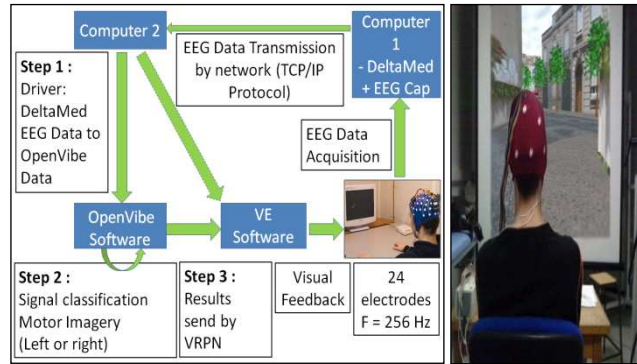 Computer 2
EEG Data Transmission
by network (TCP/IP
Protocol)
Computer
1
- DeltaMed
+ EEG Cap
Step 1 :
Driver:
DeltaMed
EEG Data to
OpenVibe
Data
EEG Data
Acquisition
OpenVibe
Software
VE
Software
Step 2 :
Signal classification
Motor Imagery
(Left or right)
Step 3 :
Results
send by
VRPN
Visual
Feedback
24
electrodes
F = 256 Hz